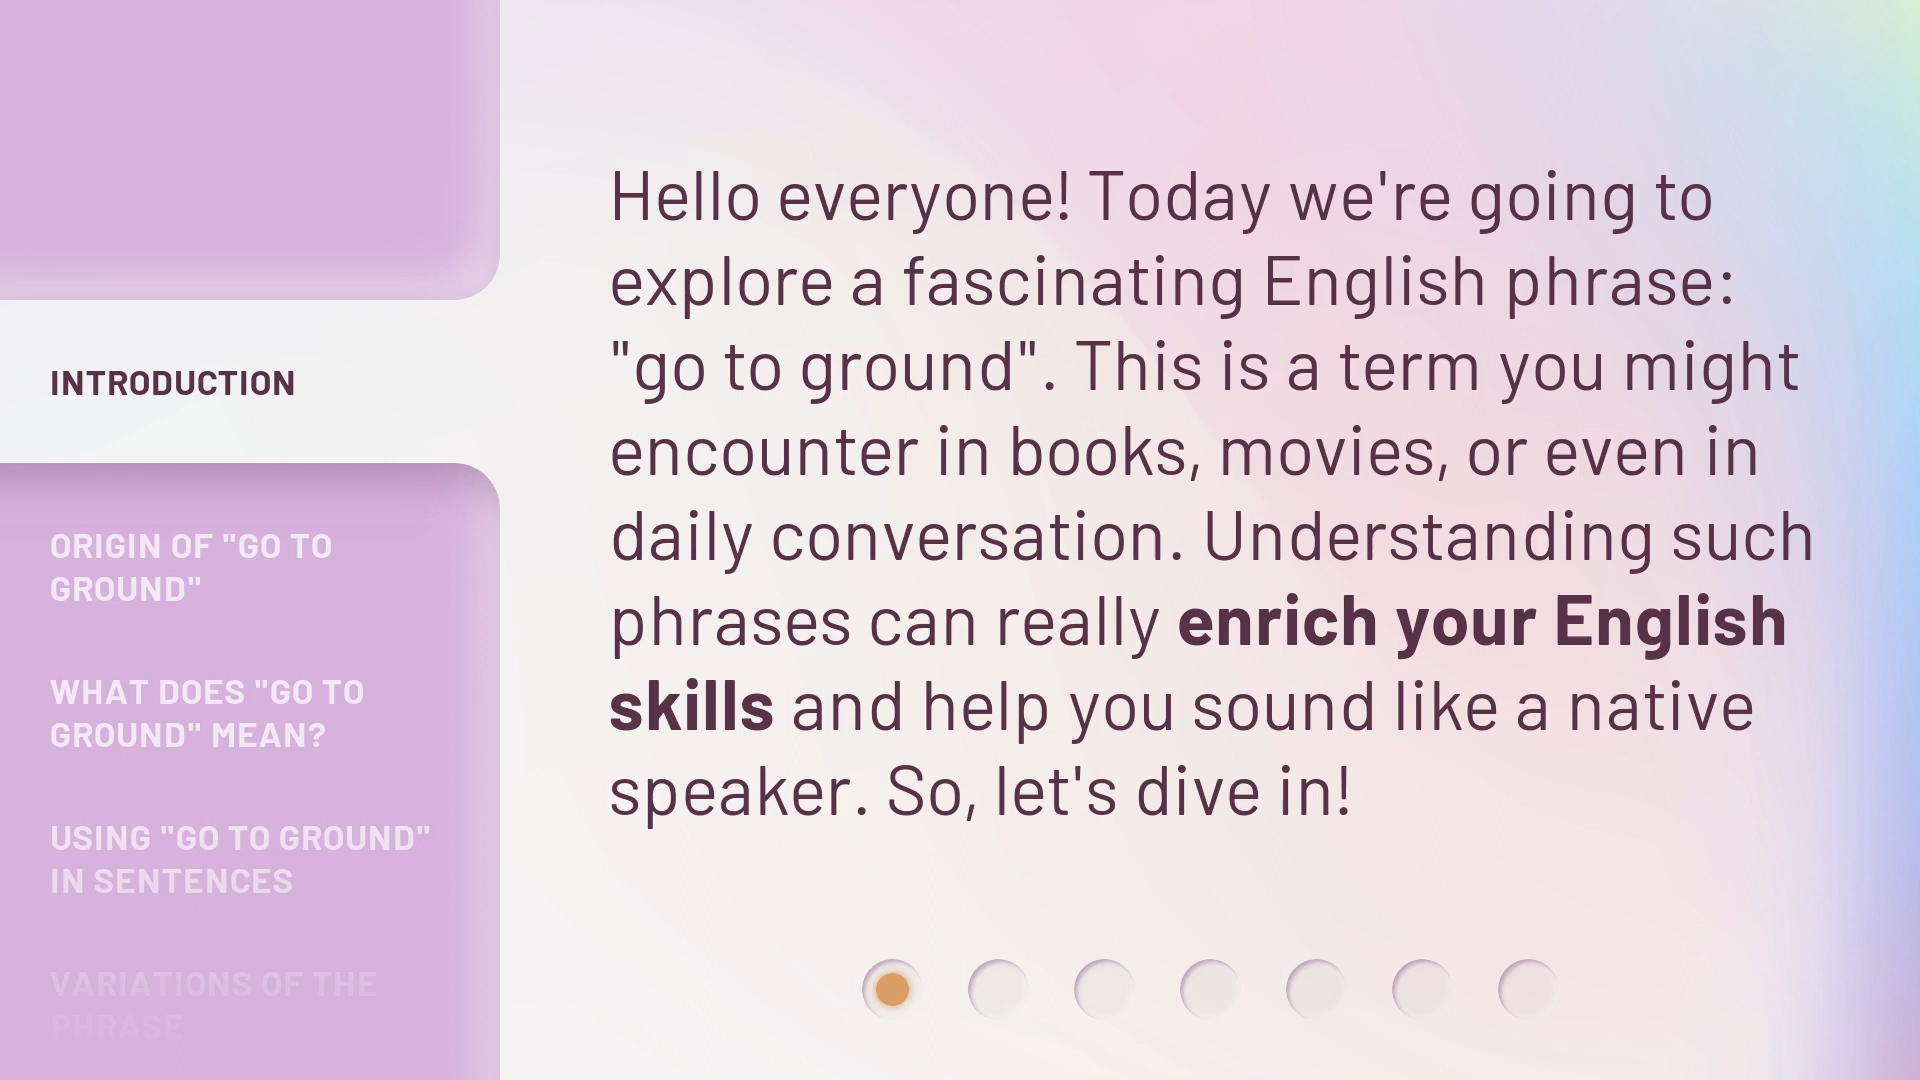 INTRODUCTION
ORIGIN OF "GO TO
GROUND"
WHAT DOES "GO TO
GROUND" MEAN?
USING "GO TO GROUND"
IN SENTENCES
VARIATIONS OF THE
PHRASE
Hello everyone! Today we're going to
explore a fascinating English phrase:
"go to ground". This is a term you might
encounter in books, movies, or even in
daily conversation. Understanding such
phrases can really enrich your English
skills and help you sound like a native
speaker. So, let's dive in!